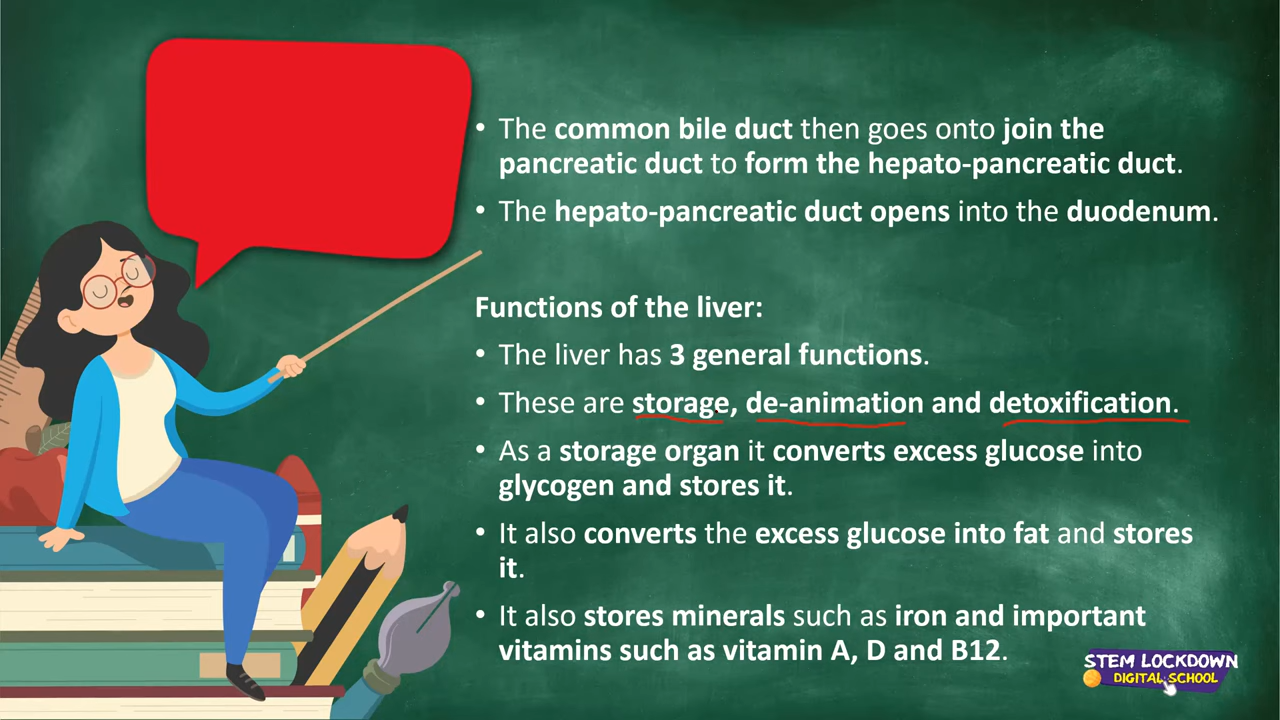 • The common bile duct then goes onto join the
pancreatic duct to form the hepato-pancreatic duct.
• The hepato-pancreatic duct opens into the duodenum.
Functions of the liver:
• The liver has 3 general functions.
• These are storage, de-animation and detoxification.
• As a storage organ it converts excess glucose into
glycogen and stores it.
• It also converts the excess glucose into fat and stores
it.
• It also stores minerals such as iron and important
vitamins such as vitamin A, D and B12.
STEM LOCKDOWN
DIGITAL SCHOOL